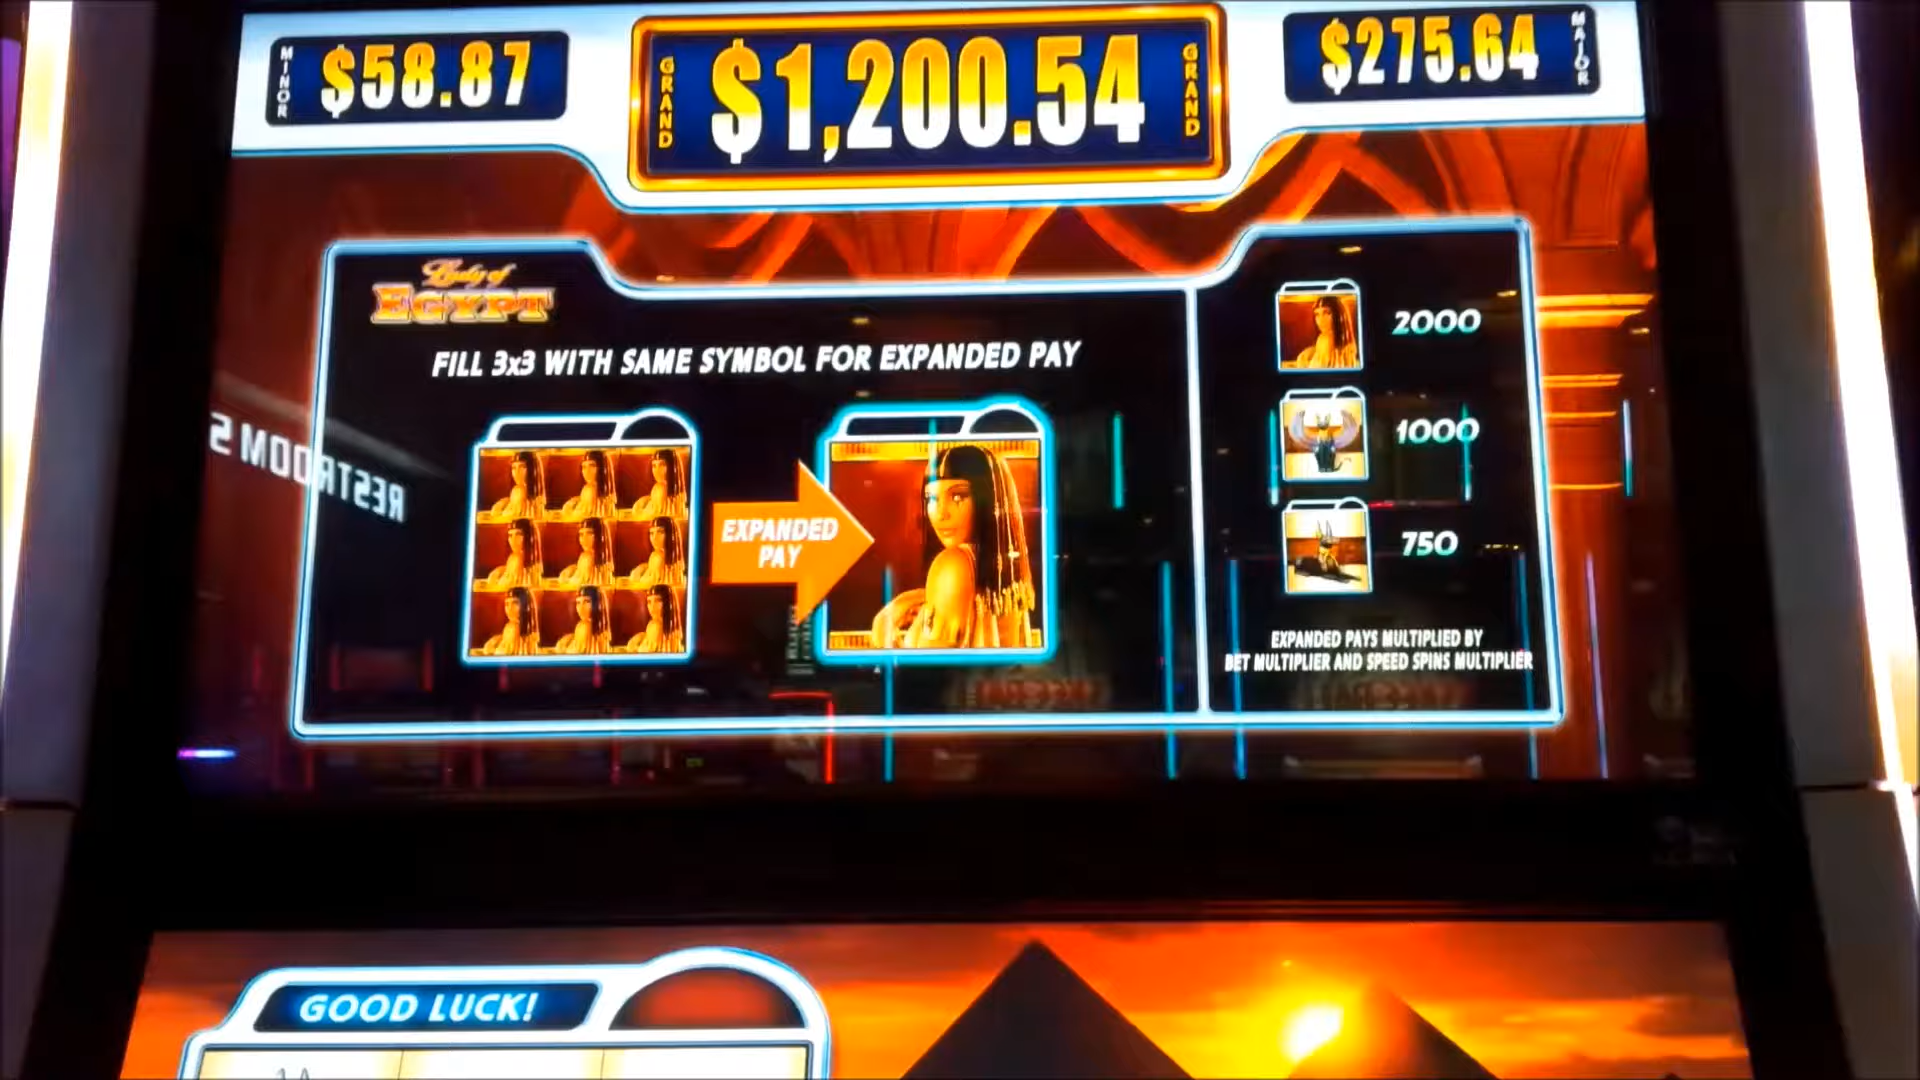 MINOR
$58.87
GRAND
$1,200.54
GRAND
$275.64
MAJOR
Lady of
EGYPT
FILL 3x3 WITH SAME SYMBOL FOR EXPANDED PAY
EXPANDED
PAY
2000
1000
750
EXPANDED PAYS MULTIPLIED BY
BET MULTIPLIER AND SPEED SPINS MULTIPLIER
RESTROOMS
GOOD LUCK!